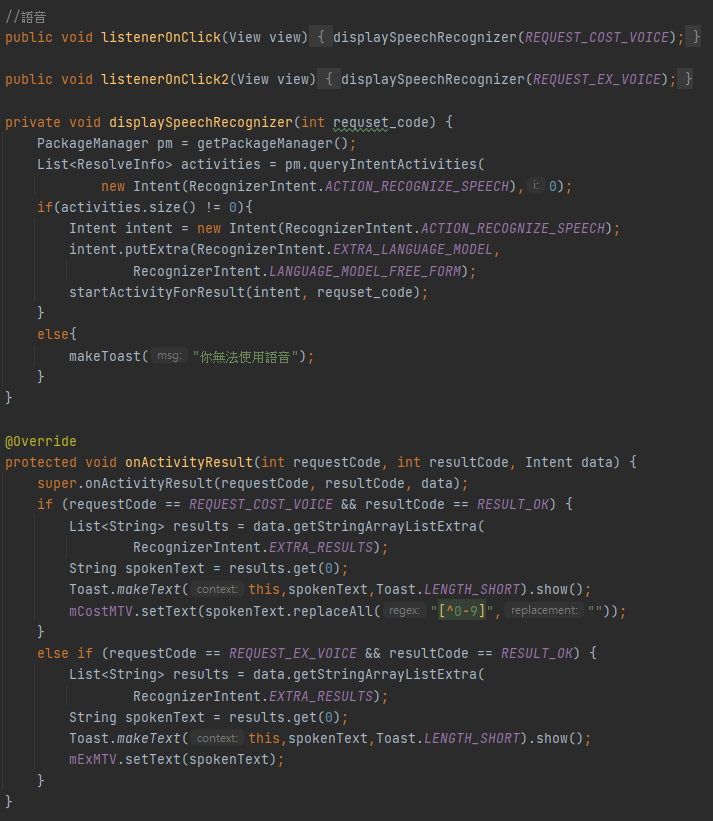 //語音
public void listenerOnClick(View view) { displaySpeechRecognizer(REQUEST_COST_VOICE); }
public void listenerOnClick2(View view) { displaySpeechRecognizer(REQUEST_EX_VOICE); }
private void displaySpeechRecognizer(int requset_code) {
PackageManager pm = getPackageManager();
List<ResolveInfo> activities = pm.queryIntentActivities(
new Intent(RecognizerIntent.ACTION_RECOGNIZE_SPEECH), i: 0);
if(activities.size() != 0){
Intent intent = new Intent(RecognizerIntent.ACTION_RECOGNIZE_SPEECH);
intent.putExtra(RecognizerIntent.EXTRA_LANGUAGE_MODEL,
RecognizerIntent.LANGUAGE_MODEL_FREE_FORM);
startActivityForResult(intent, requset_code);
}
else{
makeToast( msg: "你無法使用語音");
}
}
@Override
protected void onActivityResult(int requestCode, int resultCode, Intent data) {
super.onActivityResult(requestCode, resultCode, data);
if (requestCode == REQUEST_COST_VOICE && resultCode == RESULT_OK) {
List<String> results = data.getStringArrayListExtra(
RecognizerIntent.EXTRA_RESULTS);
String spokenText = results.get(0);
Toast.makeText( context: this,spokenText,Toast.LENGTH_SHORT).show();
mCostMTV.setText(spokenText.replaceAll( regex: "[^0-9]", replacement: ""));
}
else if (requestCode == REQUEST_EX_VOICE && resultCode == RESULT_OK) {
List<String> results = data.getStringArrayListExtra(
RecognizerIntent.EXTRA_RESULTS);
String spokenText = results.get(0);
Toast.makeText( context: this,spokenText,Toast.LENGTH_SHORT).show();
mExMTV.setText(spokenText);
}
}